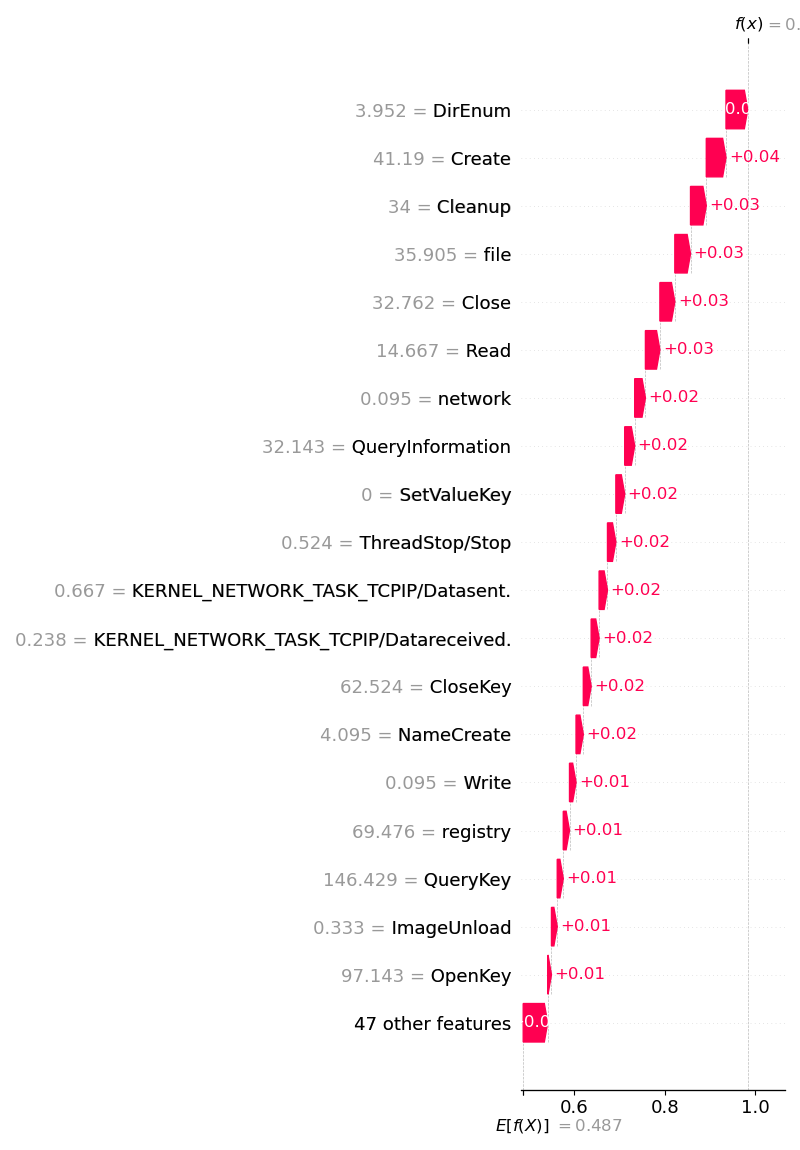 f(x) = 0.
3.952 = DirEnum
41.19 = Create +0.04
34 = Cleanup +0.03
35.905 = file +0.03
32.762 = Close +0.03
14.667 = Read +0.03
0.095 = network +0.02
32.143 = QueryInformation +0.02
0 = SetValueKey +0.02
0.524 = ThreadStop/Stop +0.02
0.667 = KERNEL_NETWORK_TASK_TCPIP/Datasent. +0.02
0.238 = KERNEL_NETWORK_TASK_TCPIP/Datareceived. +0.02
62.524 = CloseKey +0.02
4.095 = NameCreate +0.02
0.095 = Write +0.01
69.476 = registry +0.01
146.429 = QueryKey +0.01
0.333 = ImageUnload +0.01
97.143 = OpenKey +0.01
47 other features
0.6 0.8 1.0
E[f(X)] = 0.487